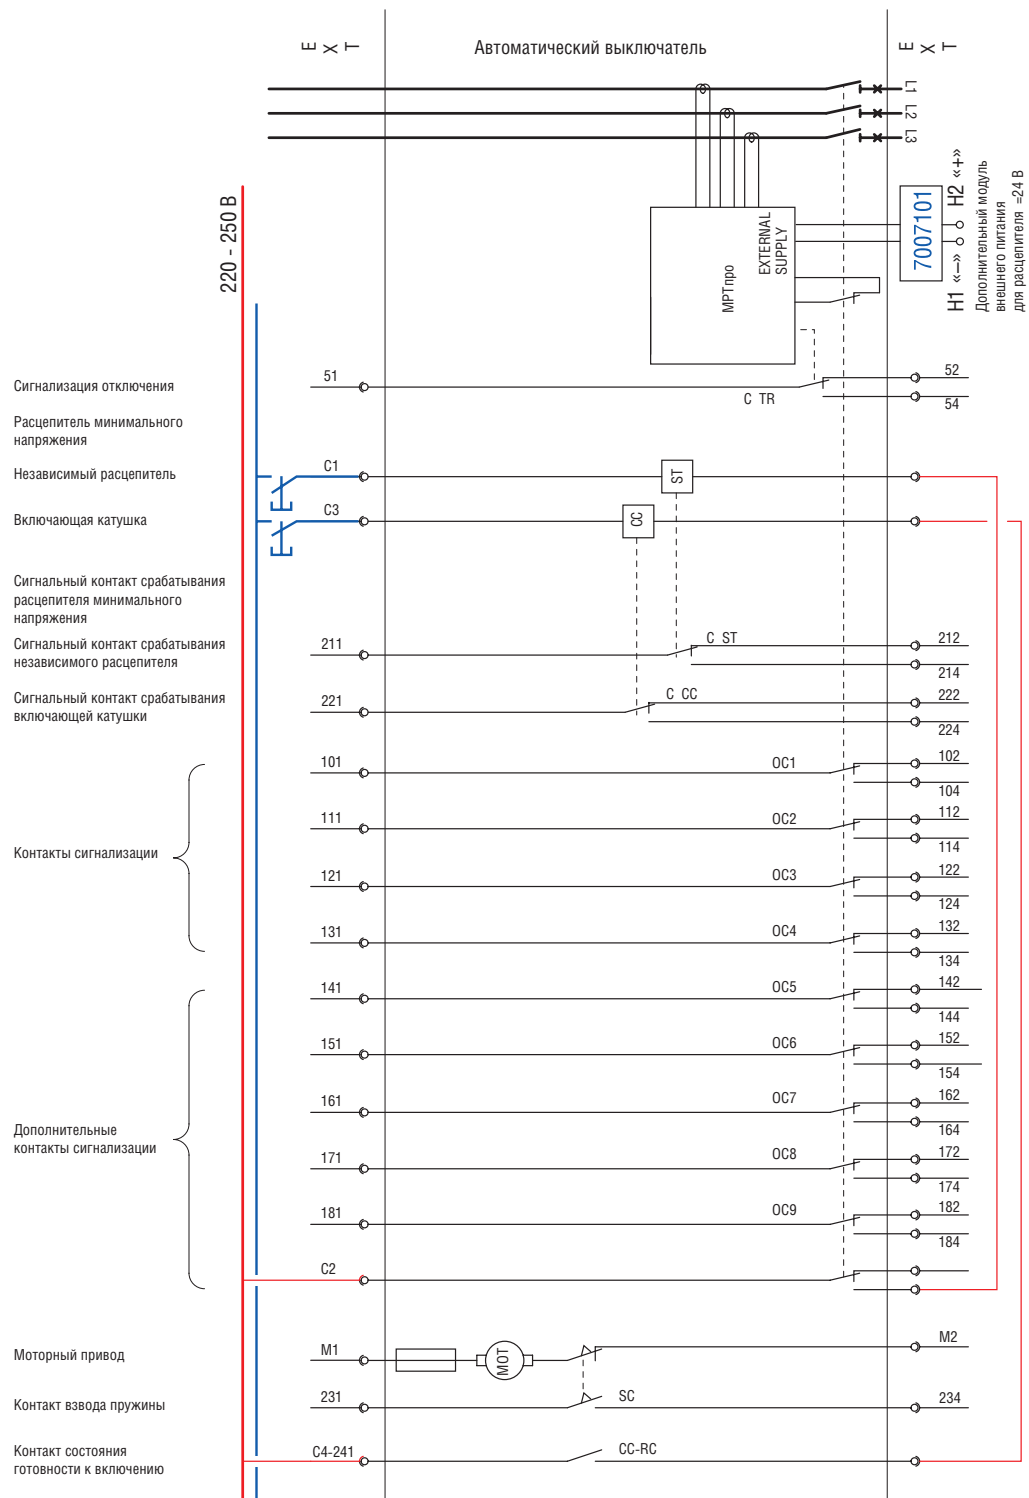 Е Х Т
Автоматический выключатель
Е Х Т
L1
L2
L3
220 - 250 В
МРТпро
EXTERNAL
SUPPLY
7007101
H1 «—» H2 «+»
Дополнительный модуль
внешнего питания
для расцепителя =24 В
Сигнализация отключения
51
C TR
52
54
Расцепитель минимального
напряжения
Независимый расцепитель
C1
ST
Включающая катушка
C3
CC
Сигнальный контакт срабатывания
расцепителя минимального
напряжения
Сигнальный контакт срабатывания
независимого расцепителя
211
C ST
212
214
Сигнальный контакт срабатывания
включающей катушки
221
C CC
222
224
Контакты сигнализации
101
OC1
102
104
111
OC2
112
114
121
OC3
122
124
131
OC4
132
134
Дополнительные
контакты сигнализации
141
OC5
142
144
151
OC6
152
154
161
OC7
162
164
171
OC8
172
174
181
OC9
182
184
C2
Моторный привод
M1
МОТ
M2
Контакт взвода пружины
231
SC
234
Контакт состояния
готовности к включению
C4-241
CC-RC